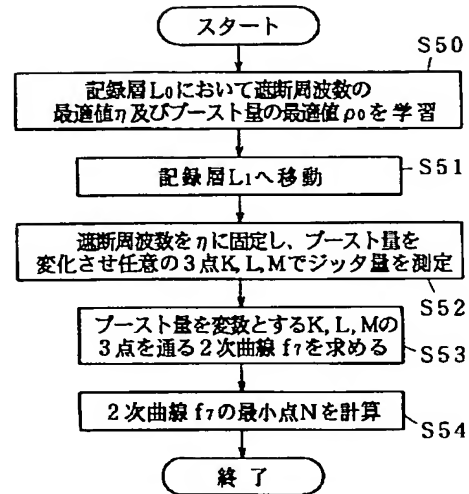 スタート
S50
記録層L0において遮断周波数の
最適値η及びブースト量の最適値ρ0を学習
S51
記録層L1へ移動
遮断周波数をηに固定し、ブースト量を
変化させ任意の3点K, L, Mでジッタ量を測定
S52
ブースト量を変数とするK, L, Mの
3点を通る2次曲線f7を求める
S53
2次曲線f7の最小点Nを計算
S54
終了